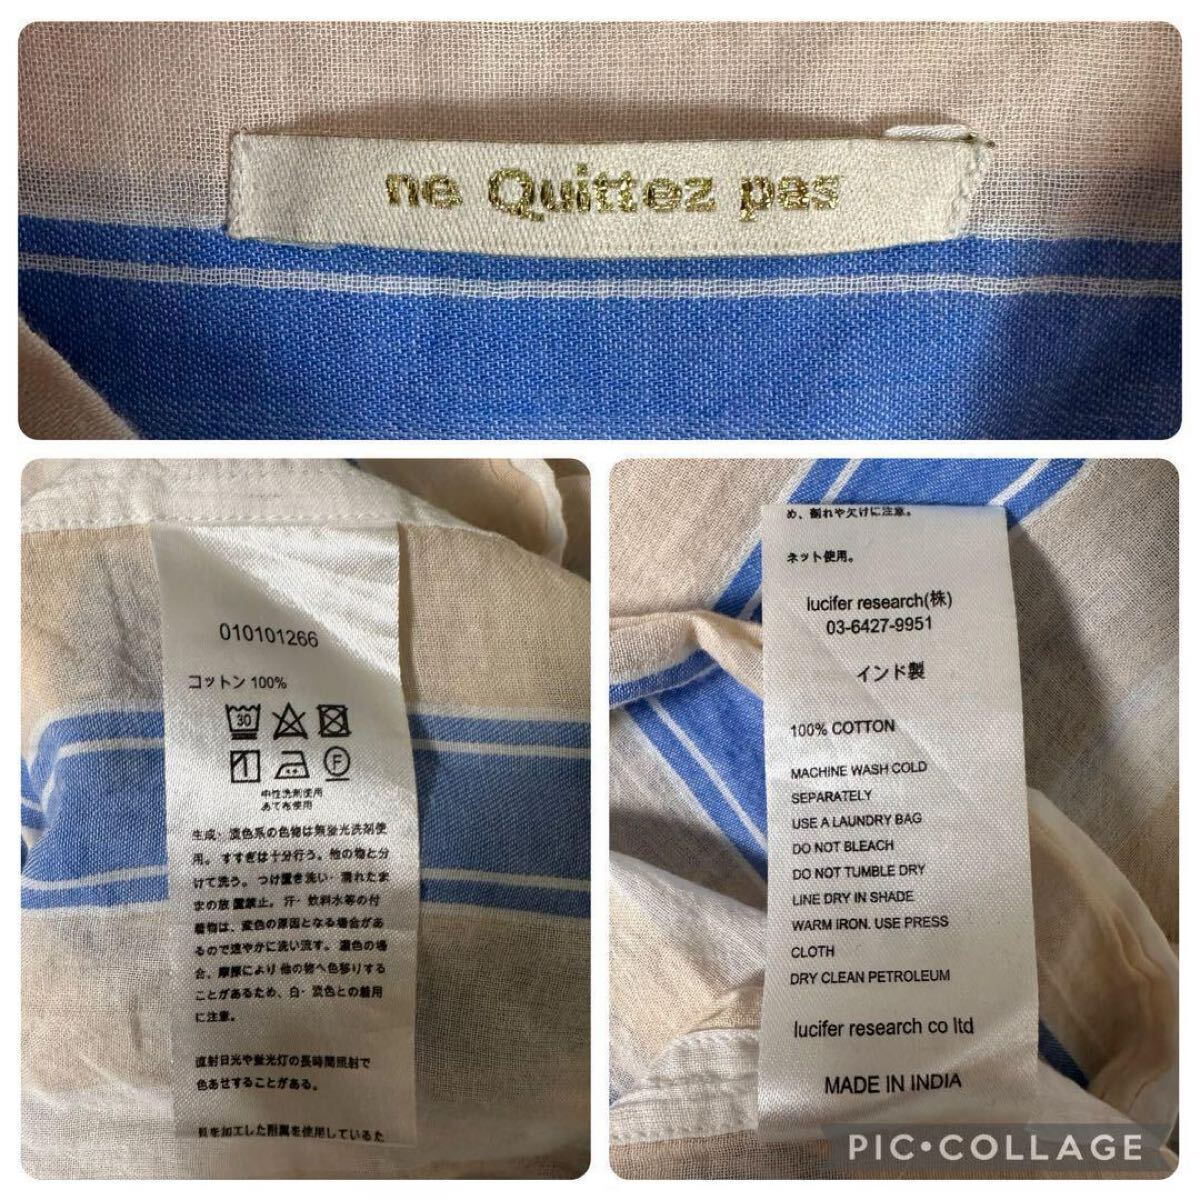 ne Quittez pas
010101266
コットン 100%
30
F
中性洗剤使用
あて布使用
生成・淡色系の色物は無蛍光洗剤使
用。すすぎは十分行う。他の物と分
けて洗う。つけ置き洗い・濡れたま
まの放置禁止。汗・飲料水等の付
着物は、変色の原因となる場合があ
るので速やかに洗い流す。濃色の場
合、摩擦により他の物へ色移りする
ことがあるため、白・淡色との着用
に注意。
直射日光や蛍光灯の長時間照射で
色あせすることがある。
貝を加工した附属を使用しているた
め、割れや欠けに注意。
ネット使用。
lucifer research(株)
03-6427-9951
インド製
100% COTTON
MACHINE WASH COLD
SEPARATELY
USE A LAUNDRY BAG
DO NOT BLEACH
DO NOT TUMBLE DRY
LINE DRY IN SHADE
WARM IRON. USE PRESS
CLOTH
DRY CLEAN PETROLEUM
lucifer research co ltd
MADE IN INDIA
PIC•COLLAGE